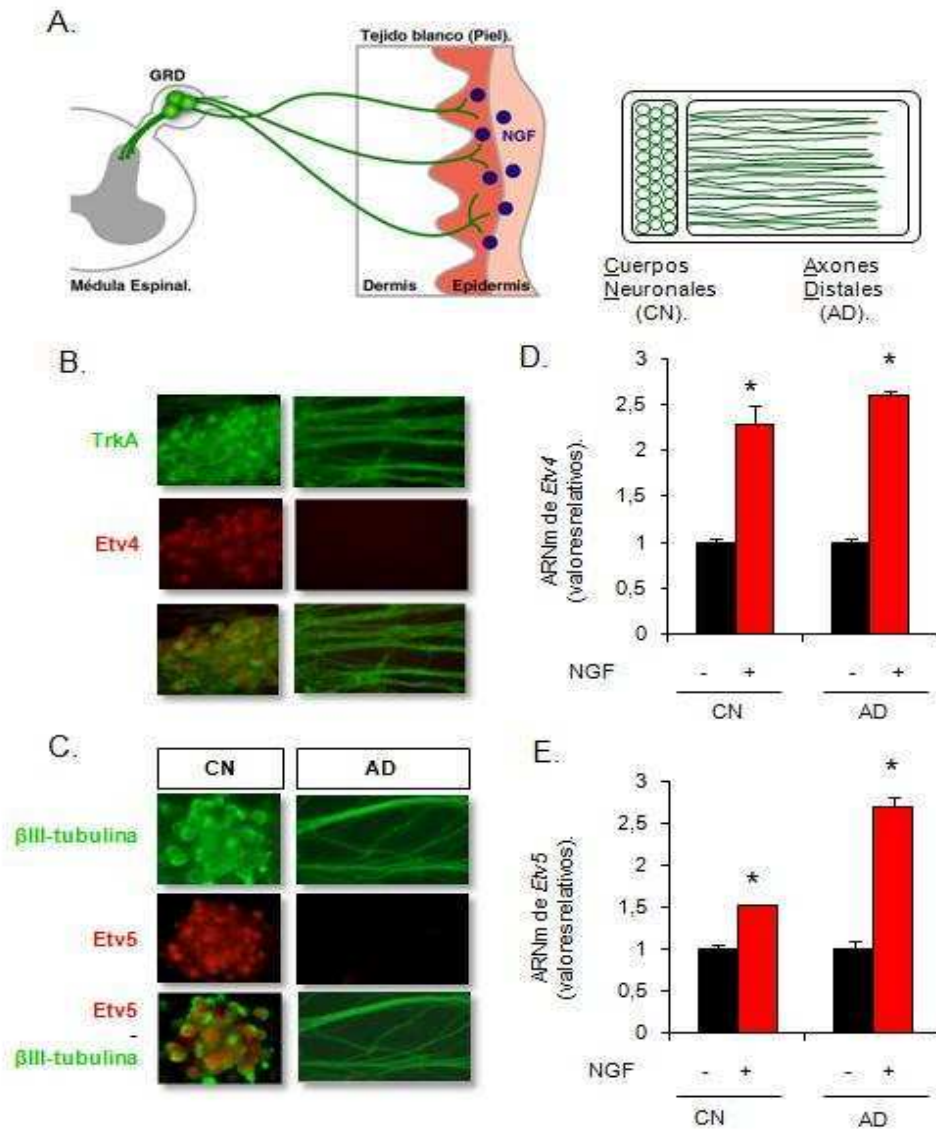 A.
Tejido blanco (Piel).
GRD
NGF
Médula Espinal.
Dermis
Epidermis
Cuerpos
Neuronales
(CN).
Axones
Distales
(AD).
B.
TrkA
Etv4
C.
CN
AD
βIII-tubulina
Etv5
Etv5
-
βIII-tubulina
D.
ARNm de Etv4
(valoresrelativos).
3
2,5
2
1,5
1
0,5
0
*
*
NGF - + - +
CN AD
E.
ARNm de Etv5
(valoresrelativos).
3
2,5
2
1,5
1
0,5
0
*
*
NGF - + - +
CN AD